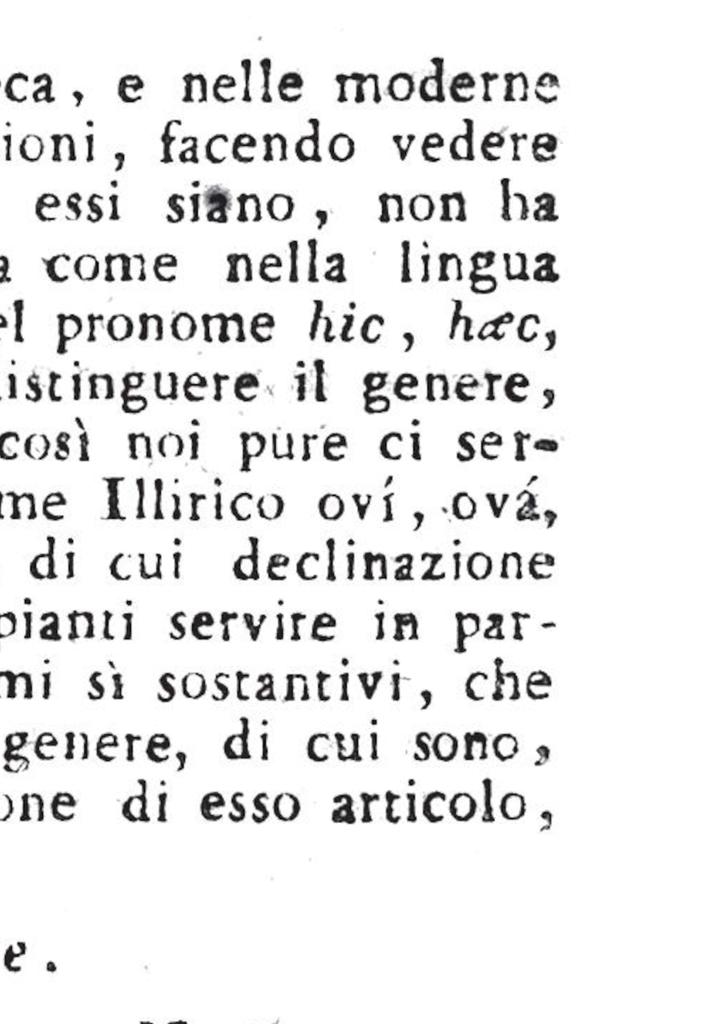 eca, e nelle moderne
ioni, facendo vedere
essi siano, non ha
a come nella lingua
el pronome hic, hæc,
istinguere il genere,
così noi pure ci ser-
me Illirico oví, ová,
di cui declinazione
pianti servire in par-
mi sì sostantivi, che
genere, di cui sono,
one di esso articolo,
e.